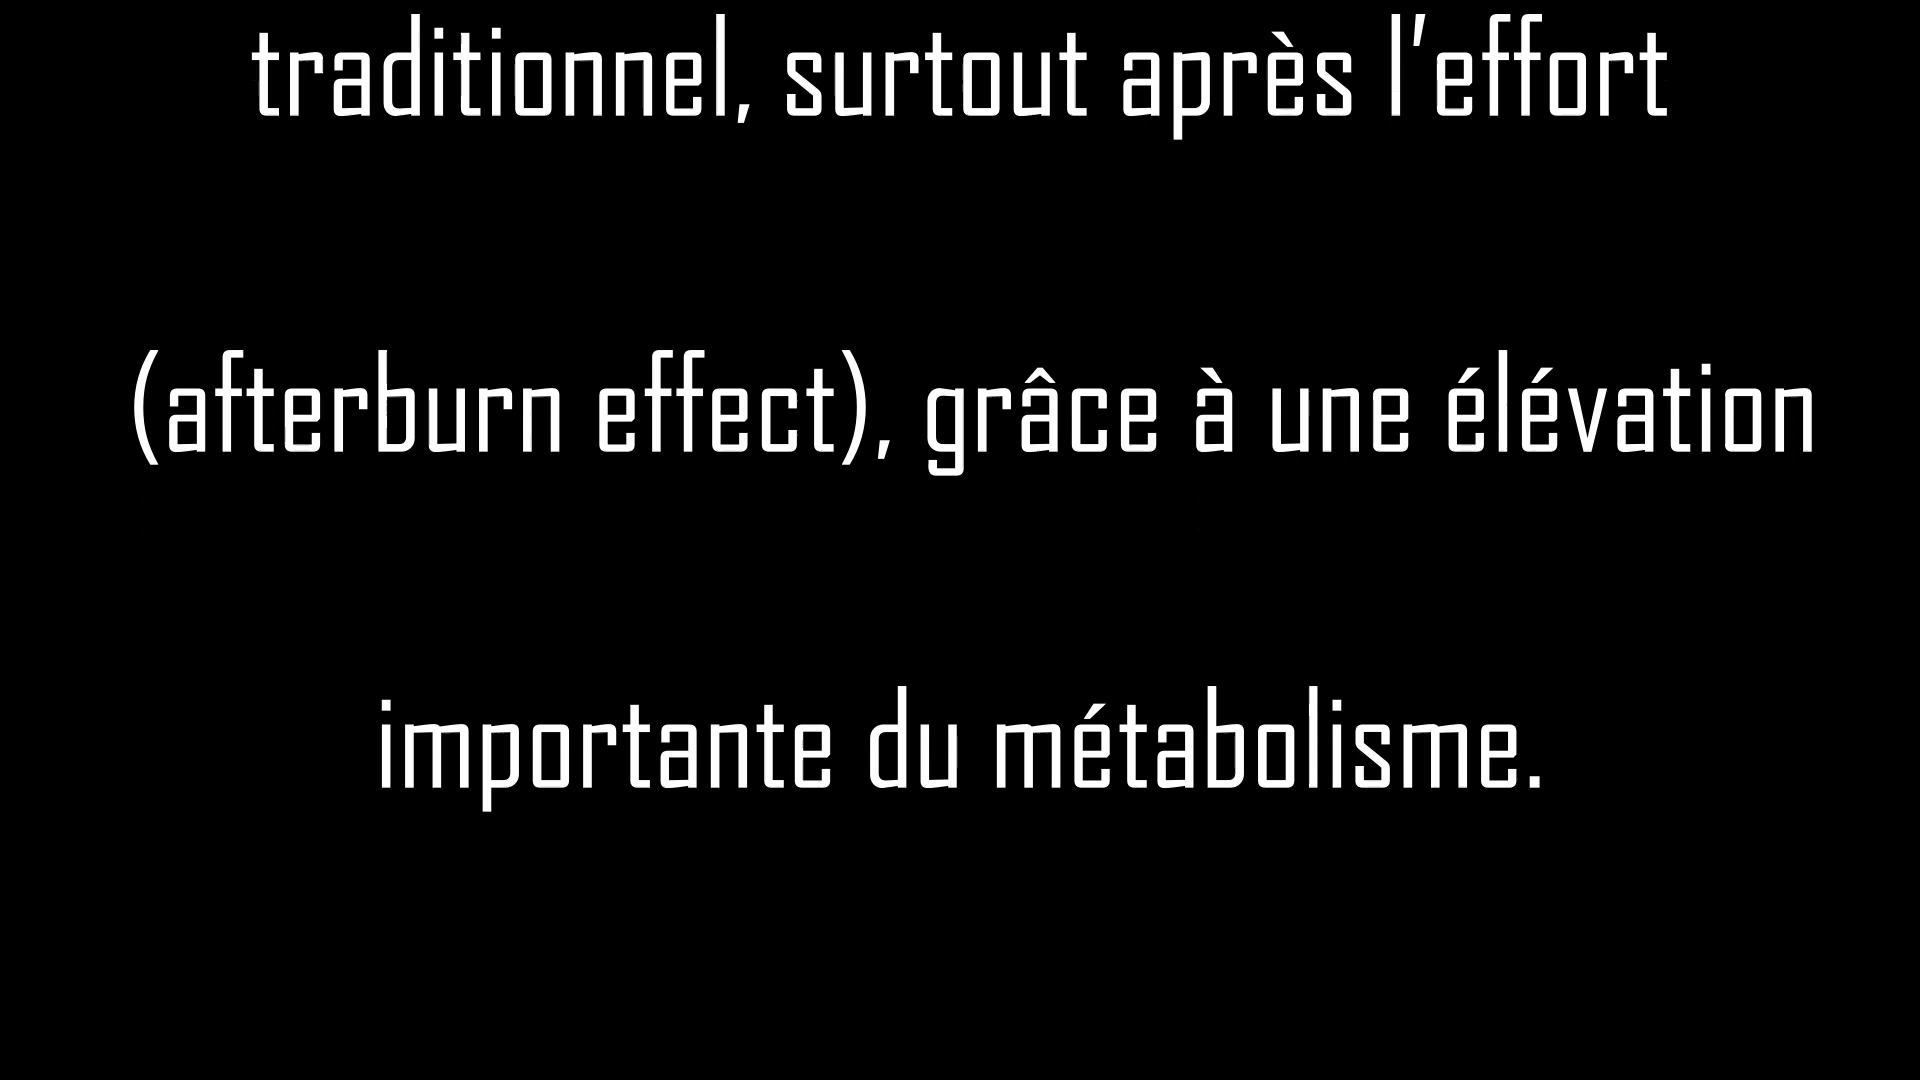 traditionnel, surtout après l'effort
(afterburn effect), grâce à une élévation
importante du métabolisme.